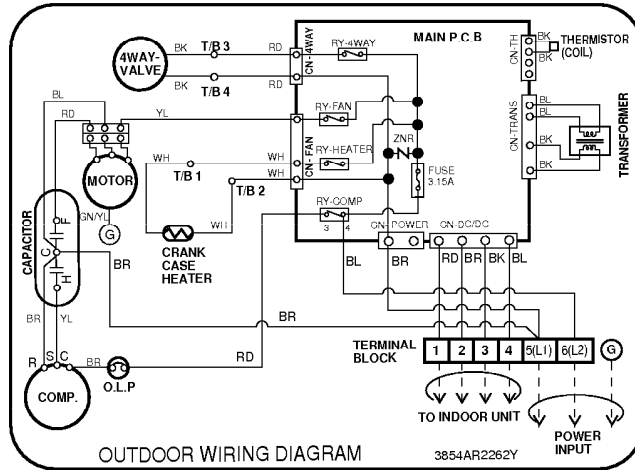 4WAY-
VALVE
BK
T/B 3
RD
BK
T/B 4
RD
CN-4WAY
RY-4WAY
MAIN P.C.B
CN-TH
BK
BK
THERMISTOR
(COIL)
BL
RD
YL
RY-FAN
CN-FAN
ZNR
RY-HEATER
FUSE
3.15A
CN-TRANS
BL
BL
BK
BK
TRANSFORMER
MOTOR
GN/YL
G
WH
T/B 1
WH
T/B 2
WH
WH
CRANK
CASE
HEATER
RY-COMP
3 4
CN-POWER
CN-DC/DC
CAPACITOR
F
C
H
BR
BL
BR
RD
BR
BK
BL
BR
YL
BR
R
S
C
BR
O.L.P
RD
COMP.
TERMINAL
BLOCK
1
2
3
4
5(L1)
6(L2)
G
TO INDOOR UNIT
POWER
INPUT
OUTDOOR WIRING DIAGRAM
3854AR2262Y